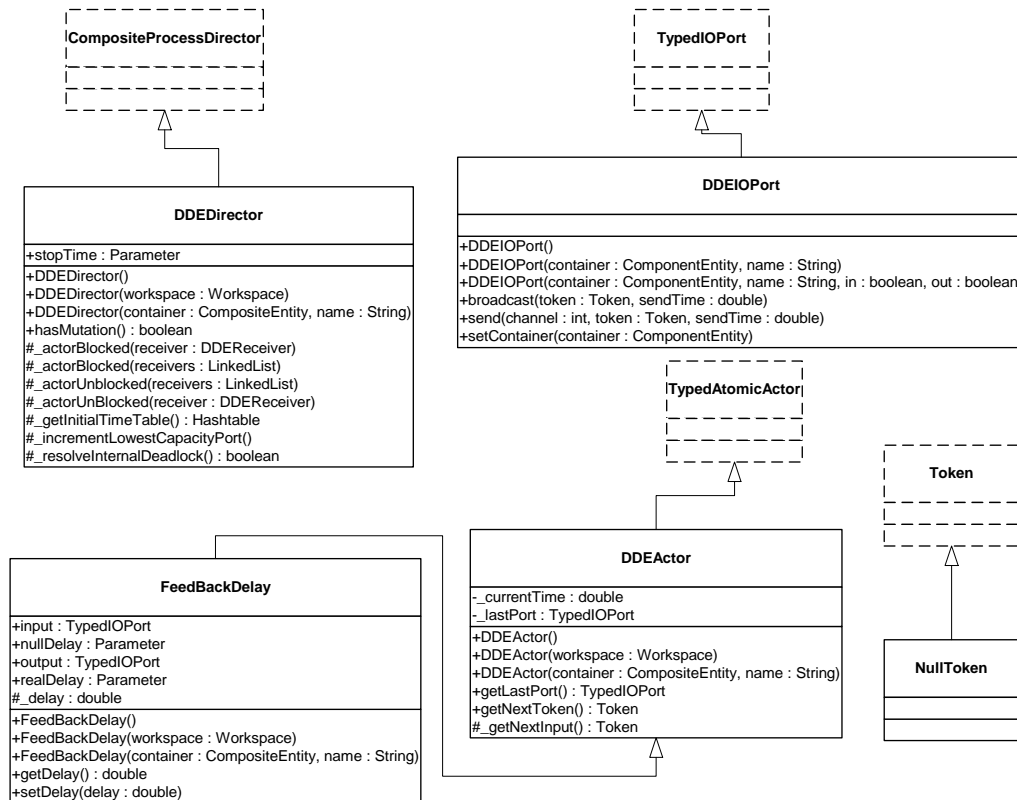 CompositeProcessDirector
TypedIOPort
DDEDirector
+stopTime : Parameter
+DDEDirector()
+DDEDirector(workspace : Workspace)
+DDEDirector(container : CompositeEntity, name : String)
+hasMutation() : boolean
#_actorBlocked(receiver : DDEReceiver)
#_actorBlocked(receivers : LinkedList)
#_actorUnblocked(receivers : LinkedList)
#_actorUnBlocked(receiver : DDEReceiver)
#_getInitialTimeTable() : Hashtable
#_incrementLowestCapacityPort()
#_resolveInternalDeadlock() : boolean
DDEIOPort
+DDEIOPort()
+DDEIOPort(container : ComponentEntity, name : String)
+DDEIOPort(container : ComponentEntity, name : String, in : boolean, out : boolean
+broadcast(token : Token, sendTime : double)
+send(channel : int, token : Token, sendTime : double)
+setContainer(container : ComponentEntity)
TypedAtomicActor
Token
FeedBackDelay
+input : TypedIOPort
+nullDelay : Parameter
+output : TypedIOPort
+realDelay : Parameter
#_delay : double
+FeedBackDelay()
+FeedBackDelay(workspace : Workspace)
+FeedBackDelay(container : CompositeEntity, name : String)
+getDelay() : double
+setDelay(delay : double)
DDEActor
-_currentTime : double
-_lastPort : TypedIOPort
+DDEActor()
+DDEActor(workspace : Workspace)
+DDEActor(container : CompositeEntity, name : String)
+getLastPort() : TypedIOPort
+getNextToken() : Token
#_getNextInput() : Token
NullToken